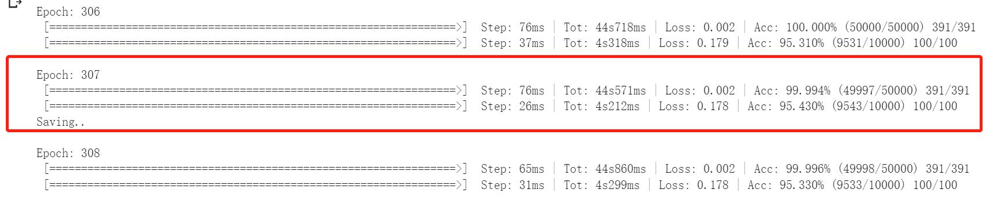 Epoch: 306
[================================================================>] Step: 76ms | Tot: 44s718ms | Loss: 0.002 | Acc: 100.000% (50000/50000) 391/391
[================================================================>] Step: 37ms | Tot: 4s318ms | Loss: 0.179 | Acc: 95.310% (9531/10000) 100/100
Epoch: 307
[================================================================>] Step: 76ms | Tot: 44s571ms | Loss: 0.002 | Acc: 99.994% (49997/50000) 391/391
[================================================================>] Step: 26ms | Tot: 4s212ms | Loss: 0.178 | Acc: 95.430% (9543/10000) 100/100
Saving..
Epoch: 308
[================================================================>] Step: 65ms | Tot: 44s860ms | Loss: 0.002 | Acc: 99.996% (49998/50000) 391/391
[================================================================>] Step: 31ms | Tot: 4s299ms | Loss: 0.178 | Acc: 95.330% (9533/10000) 100/100